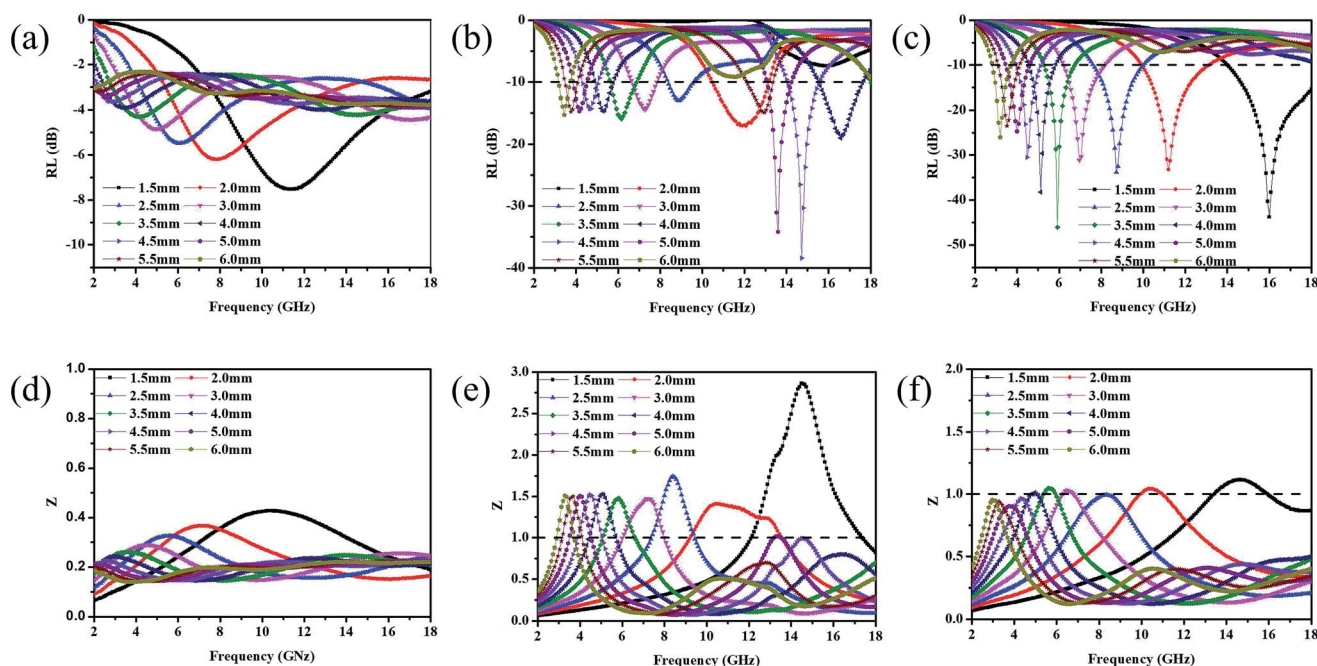 (a)
0
-2
-4
-6
-8
-10
RL (dB)
1.5mm 2.0mm
2.5mm 3.0mm
3.5mm 4.0mm
4.5mm 5.0mm
5.5mm 6.0mm
2 4 6 8 10 12 14 16 18
Frequency (GHz)
(b)
0
-10
-20
-30
-40
RL (dB)
1.5mm 2.0mm
2.5mm 3.0mm
3.5mm 4.0mm
4.5mm 5.0mm
5.5mm 6.0mm
2 4 6 8 10 12 14 16 18
Frequency (GHz)
(c)
0
-10
-20
-30
-40
-50
RL (dB)
1.5mm 2.0mm
2.5mm 3.0mm
3.5mm 4.0mm
4.5mm 5.0mm
5.5mm 6.0mm
2 4 6 8 10 12 14 16 18
Frequency (GHz)
(d)
1.0
0.8
0.6
0.4
0.2
0.0
Z
1.5mm 2.0mm
2.5mm 3.0mm
3.5mm 4.0mm
4.5mm 5.0mm
5.5mm 6.0mm
2 4 6 8 10 12 14 16 18
Frequency (GNz)
(e)
3.0
2.5
2.0
1.5
1.0
0.5
0.0
Z
1.5mm 2.0mm
2.5mm 3.0mm
3.5mm 4.0mm
4.5mm 5.0mm
5.5mm 6.0mm
2 4 6 8 10 12 14 16 18
Frequency (GHz)
(f)
2.0
1.5
1.0
0.5
0.0
Z
1.5mm 2.0mm
2.5mm 3.0mm
3.5mm 4.0mm
4.5mm 5.0mm
5.5mm 6.0mm
2 4 6 8 10 12 14 16 18
Frequency (GHz)